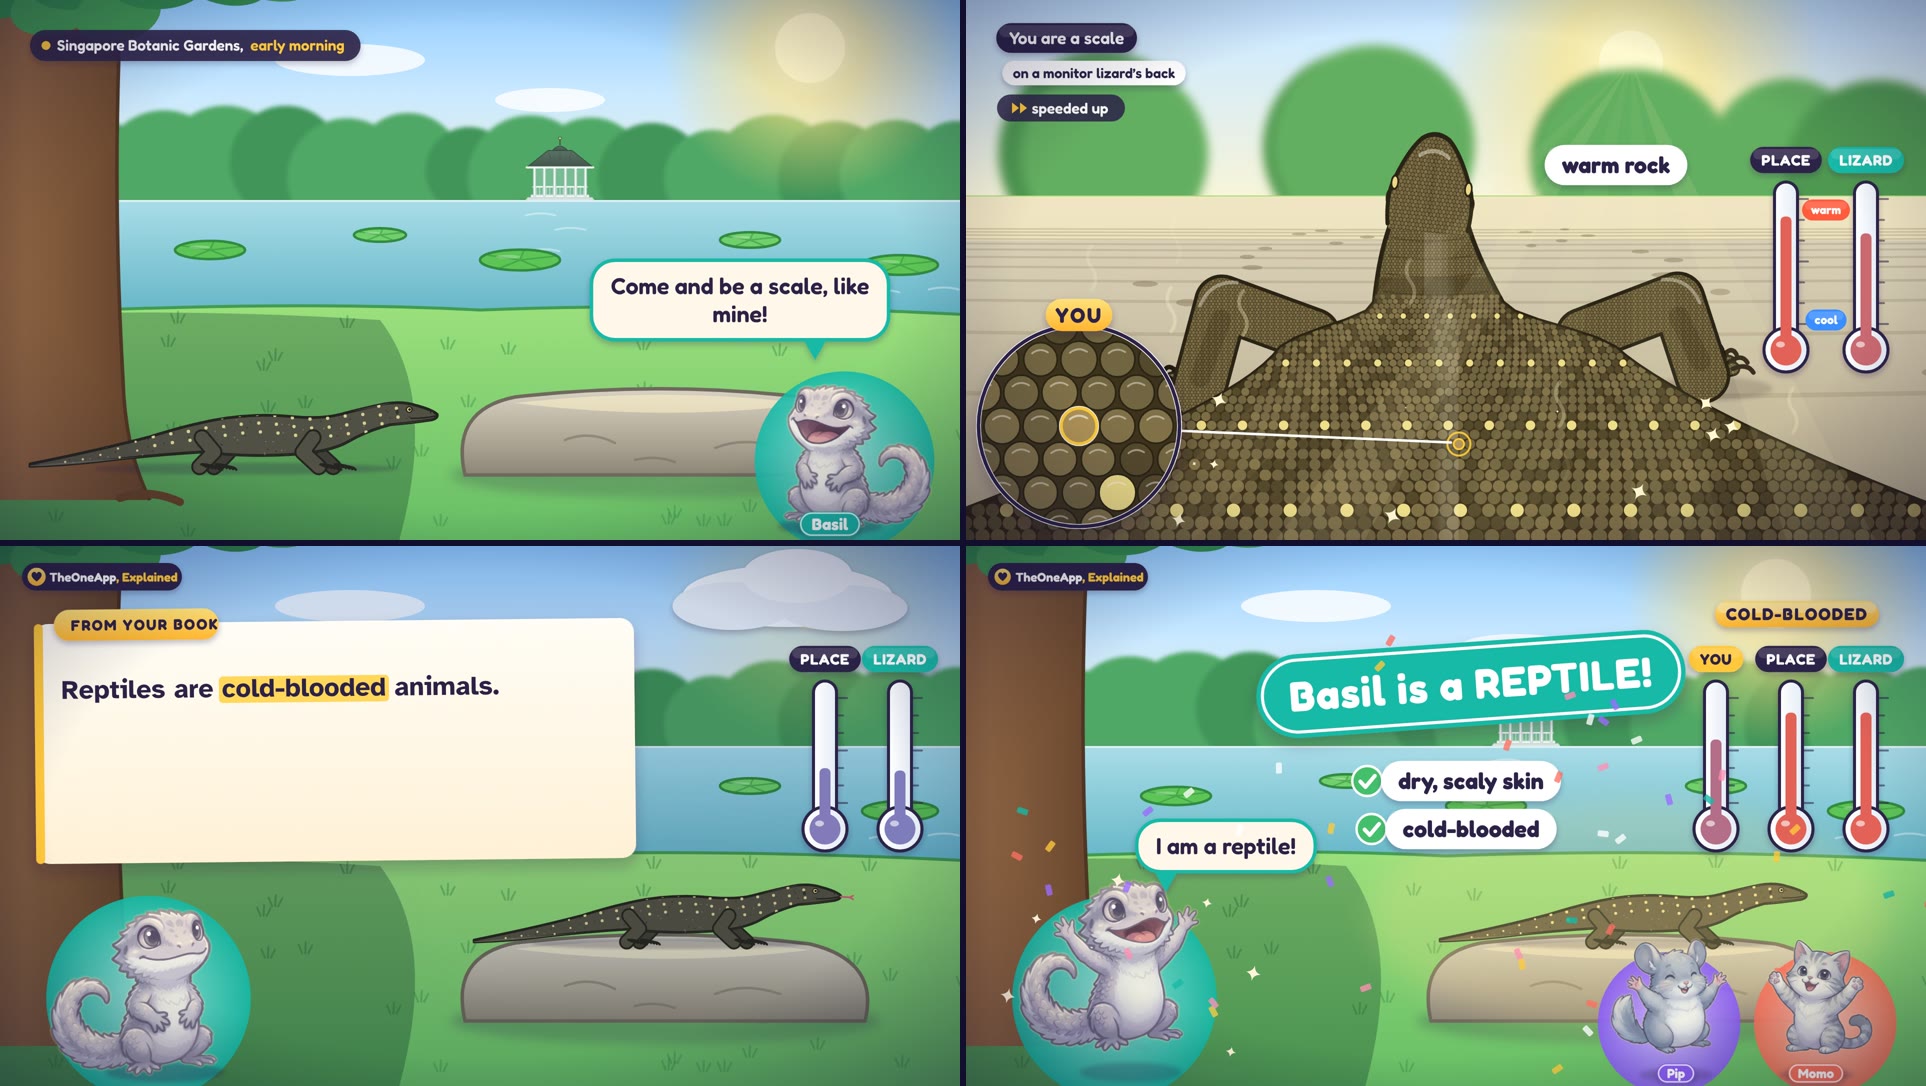 Singapore Botanic Gardens, early morning
Come and be a scale, like
mine!
Basil
You are a scale
on a monitor lizard's back
speeded up
warm rock
PLACE
LIZARD
warm
cool
YOU
TheOneApp, Explained
FROM YOUR BOOK
Reptiles are cold-blooded animals.
PLACE
LIZARD
TheOneApp, Explained
COLD-BLOODED
Basil is a REPTILE!
YOU
PLACE
LIZARD
dry, scaly skin
cold-blooded
I am a reptile!
Pip
Momo